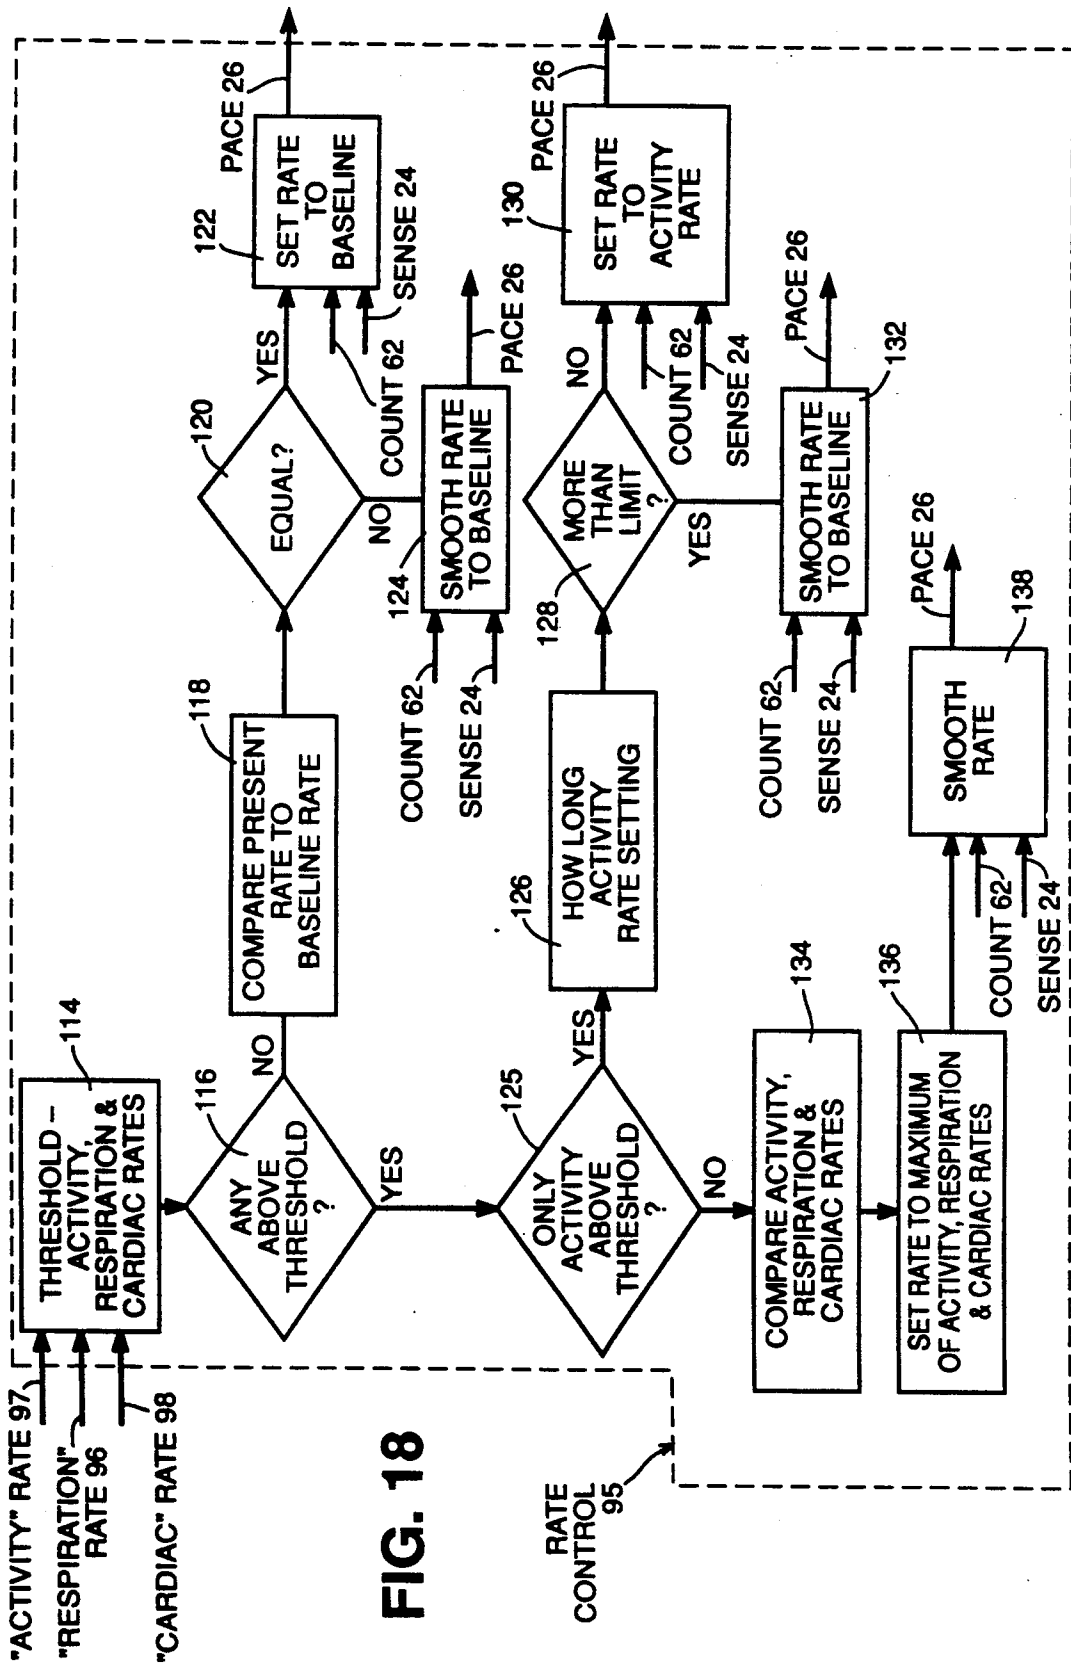 "ACTIVITY" RATE 97
"RESPIRATION"
RATE 96
"CARDIAC" RATE 98
THRESHOLD—
ACTIVITY,
RESPIRATION &
CARDIAC RATES
114
ANY
ABOVE
THRESHOLD
?
116
NO
YES
COMPARE PRESENT
RATE TO
BASELINE RATE
118
EQUAL?
120
YES
NO
SET RATE
TO
BASELINE
122
PACE 26
COUNT 62
SENSE 24
SMOOTH RATE
TO BASELINE
124
COUNT 62
SENSE 24
PACE 26
ONLY
ACTIVITY
ABOVE
THRESHOLD
?
125
YES
NO
HOW LONG
ACTIVITY
RATE SETTING
126
MORE
THAN
LIMIT
?
128
NO
YES
SET RATE
TO
ACTIVITY
RATE
130
PACE 26
COUNT 62
SENSE 24
SMOOTH RATE
TO BASELINE
132
COUNT 62
SENSE 24
PACE 26
COMPARE ACTIVITY,
RESPIRATION &
CARDIAC RATES
134
SET RATE TO MAXIMUM
OF ACTIVITY, RESPIRATION
& CARDIAC RATES
136
SMOOTH
RATE
138
COUNT 62
SENSE 24
PACE 26
RATE
CONTROL
95
FIG. 18